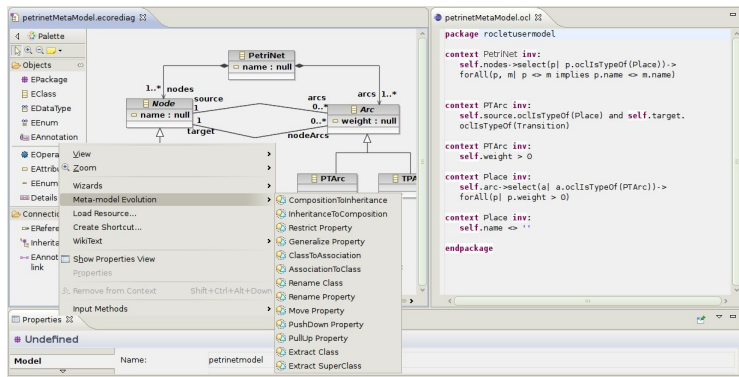 petrinetMetaModel.ecorediag
Palette
Objects
EPackage
EClass
EDataType
EEnum
EAnnotation
EOpera
EAttribu
EEnum
Details
Connectio
ERefere
Inherita
EAnnot
link
PetriNet
name : null
1..* nodes
arcs 1..*
source
arcs
Node
1
0..*
Arc
name : null
1
0..*
weight : null
target
nodeArcs
PTArc
TPA
View
Zoom
Wizards
Meta-model Evolution
Load Resource...
Create Shortcut...
WikiText
Show Properties View
Properties
Remove from Context Shift+Ctrl+Alt+Down
Input Methods
CompositionToInheritance
InheritanceToComposition
Restrict Property
Generalize Property
ClassToAssociation
AssociationToClass
Rename Class
Rename Property
Move Property
PushDown Property
PullUp Property
Extract Class
Extract SuperClass
petrinetMetaModel.ocl
package rocletusermodel
context PetriNet inv:
self.nodes->select(p| p.oclIsTypeOf(Place))->
forAll(p, m| p <> m implies p.name <> m.name)
context PTArc inv:
self.source.oclIsTypeOf(Place) and self.target.
oclIsTypeOf(Transition)
context PTArc inv:
self.weight > 0
context Place inv:
self.arc->select(a| a.oclIsTypeOf(PTArc))->
forAll(p| p.weight > 0)
context Place inv:
self.name <> ''
endpackage
Properties
Undefined
Model
Name: petrinetmodel